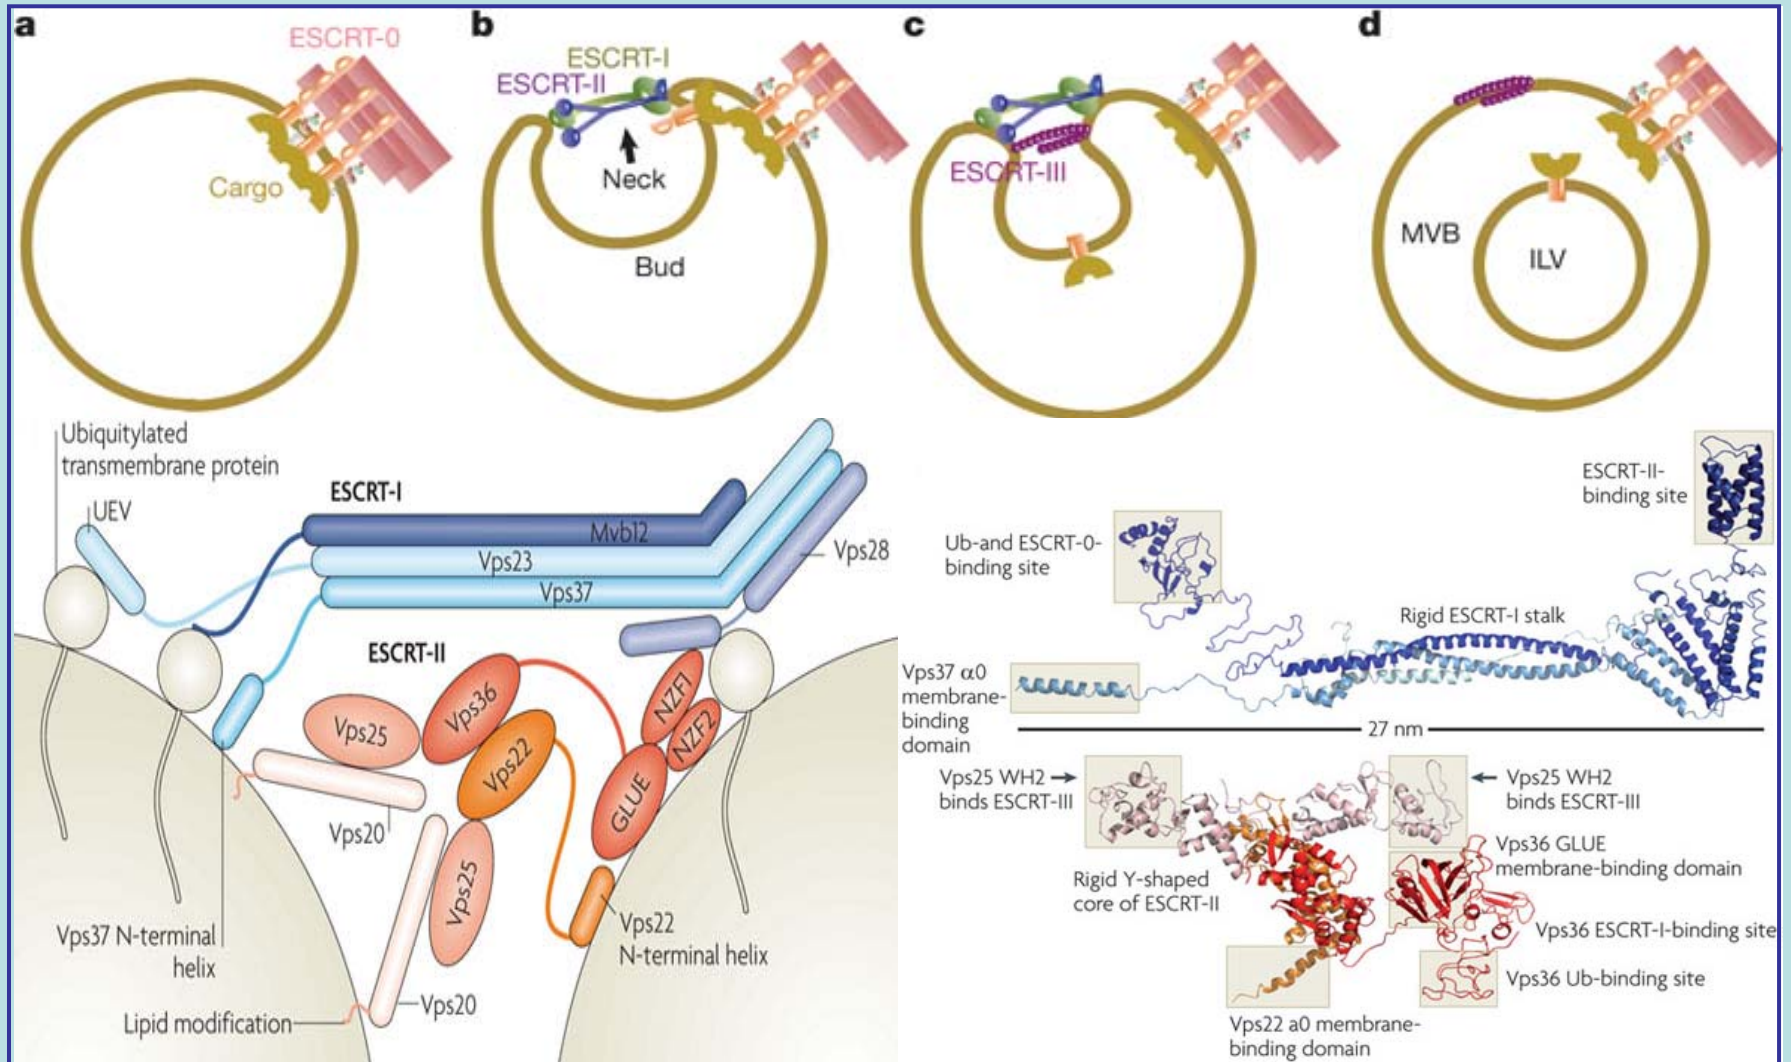 a
ESCRT-0
Cargo
b
ESCRT-I
ESCRT-II
Neck
Bud
c
ESCRT-III
d
MVB
ILV
Ubiquitylated
transmembrane protein
UEV
ESCRT-I
Mvb12
Vps23
Vps37
Vps28
ESCRT-II
Vps25
Vps36
Vps22
NZF1
NZF2
GLUE
Vps20
Vps25
Vps37 N-terminal
helix
Vps22
N-terminal helix
Vps20
Lipid modification
ESCRT-II-
binding site
Ub-and ESCRT-0-
binding site
Rigid ESCRT-I stalk
Vps37 α0
membrane-
binding
domain
27 nm
Vps25 WH2
binds ESCRT-III
Vps25 WH2
binds ESCRT-III
Rigid Y-shaped
core of ESCRT-II
Vps36 GLUE
membrane-binding domain
Vps36 ESCRT-I-binding site
Vps36 Ub-binding site
Vps22 a0 membrane-
binding domain